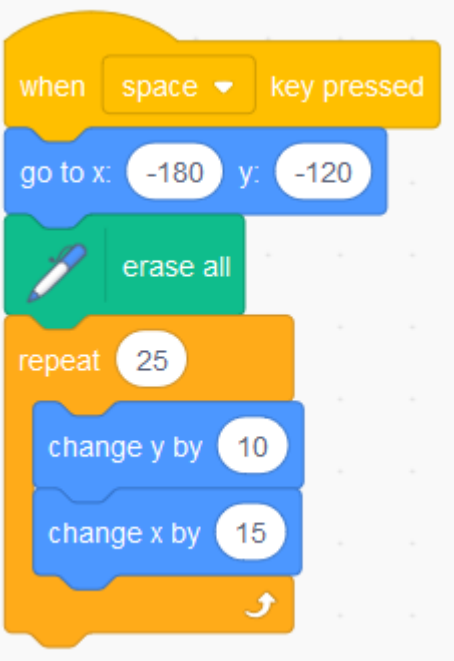 when space key pressed
go to x: -180 y: -120
erase all
repeat 25
change y by 10
change x by 15